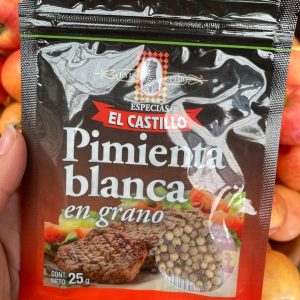 ESPECIAS
EL CASTILLO
Pimienta
blanca
en grano
CONT.
NETO 25 g